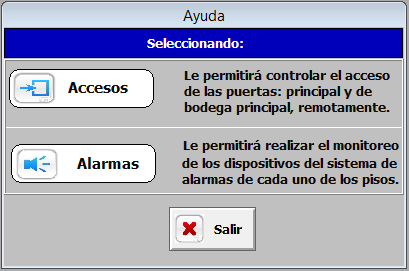 Ayuda
Seleccionando:
Accesos
Le permitirá controlar el acceso
de las puertas: principal y de
bodega principal, remotamente.
Alarmas
Le permitirá realizar el monitoreo
de los dispositivos del sistema de
alarmas de cada uno de los pisos.
Salir